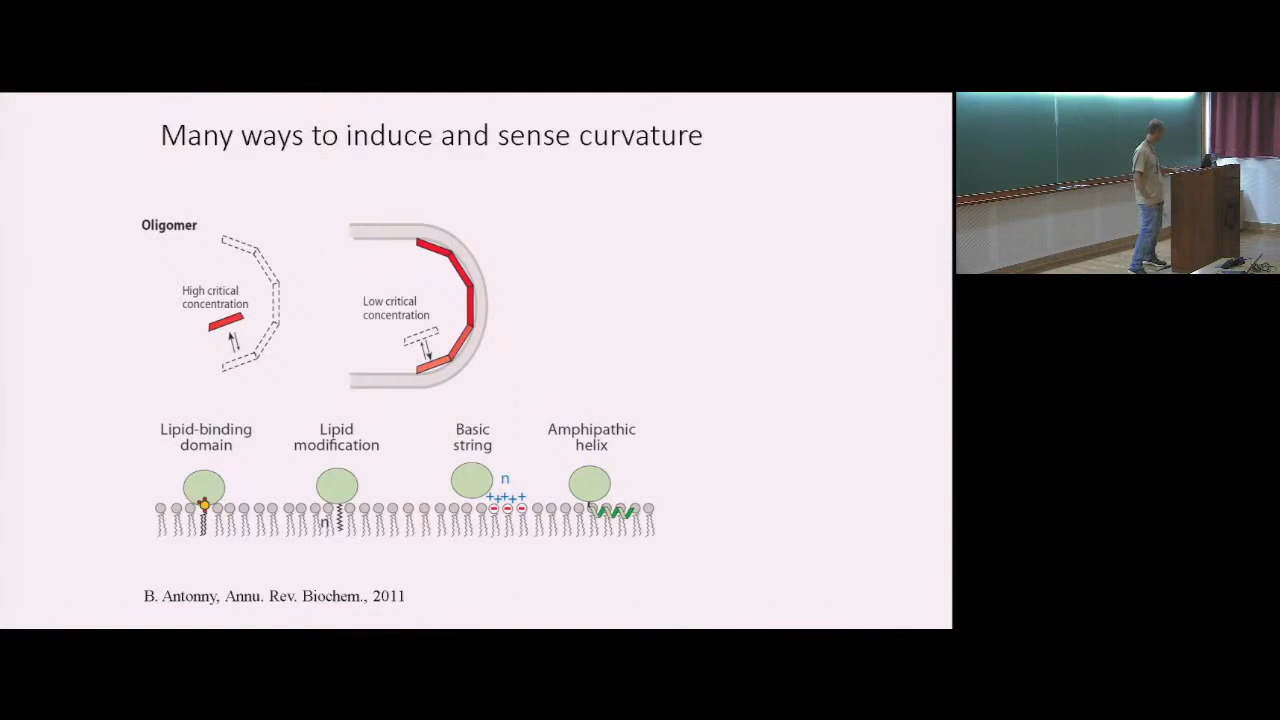 Many ways to induce and sense curvature
Oligomer
High critical
concentration
Low critical
concentration
Lipid-binding
domain
Lipid
modification
Basic
string
Amphipathic
helix
n
+++++
n
B. Antonny, Annu. Rev. Biochem., 2011